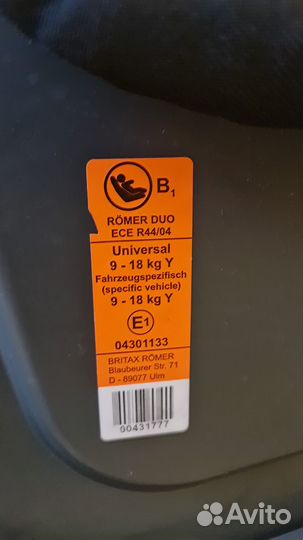 B1
RÖMER DUO
ECE R44/04
Universal
9 - 18 kg Y
Fahrzeugspezifisch
(specific vehicle)
9 - 18 kg Y
E1
04301133
BRITAX RÖMER
Blaubeurer Str. 71
D - 89077 Ulm
00431777
Avito